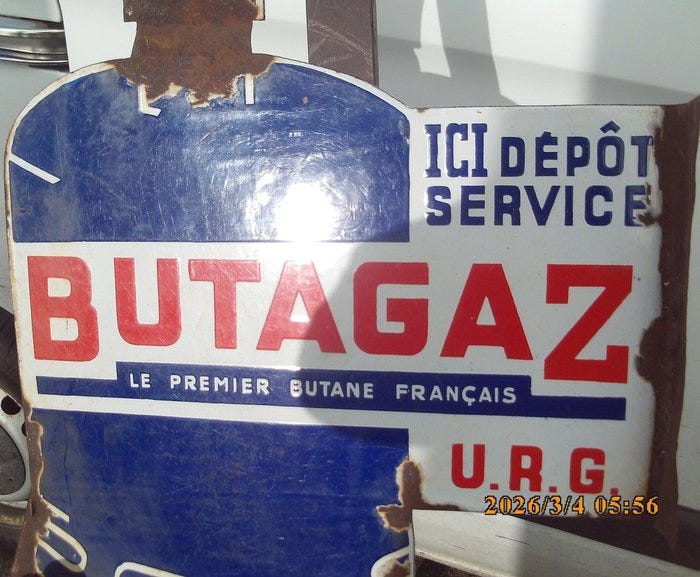 ICI DÉPÔT
SERVICE
BUTAGAZ
LE PREMIER BUTANE FRANÇAIS
U.R.G.
2026/3/4 05:56